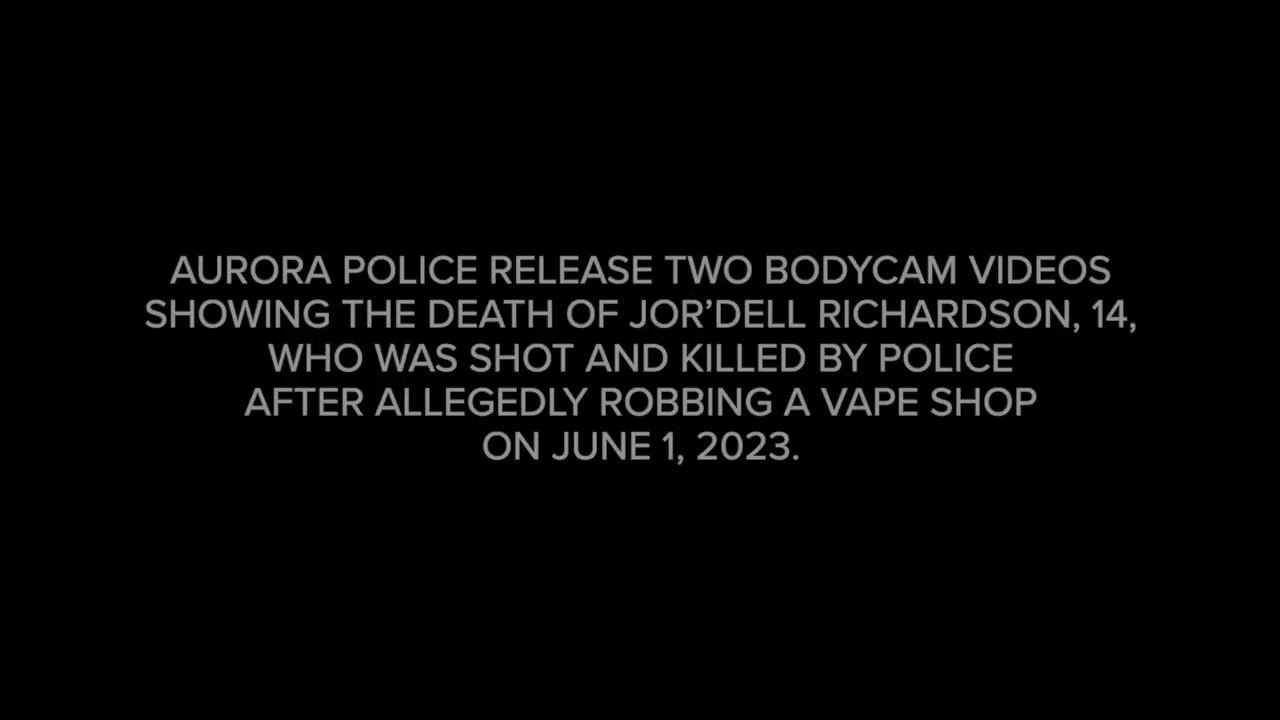 AURORA POLICE RELEASE TWO BODYCAM VIDEOS
SHOWING THE DEATH OF JOR’DELL RICHARDSON, 14,
WHO WAS SHOT AND KILLED BY POLICE
AFTER ALLEGEDLY ROBBING A VAPE SHOP
ON JUNE 1, 2023.